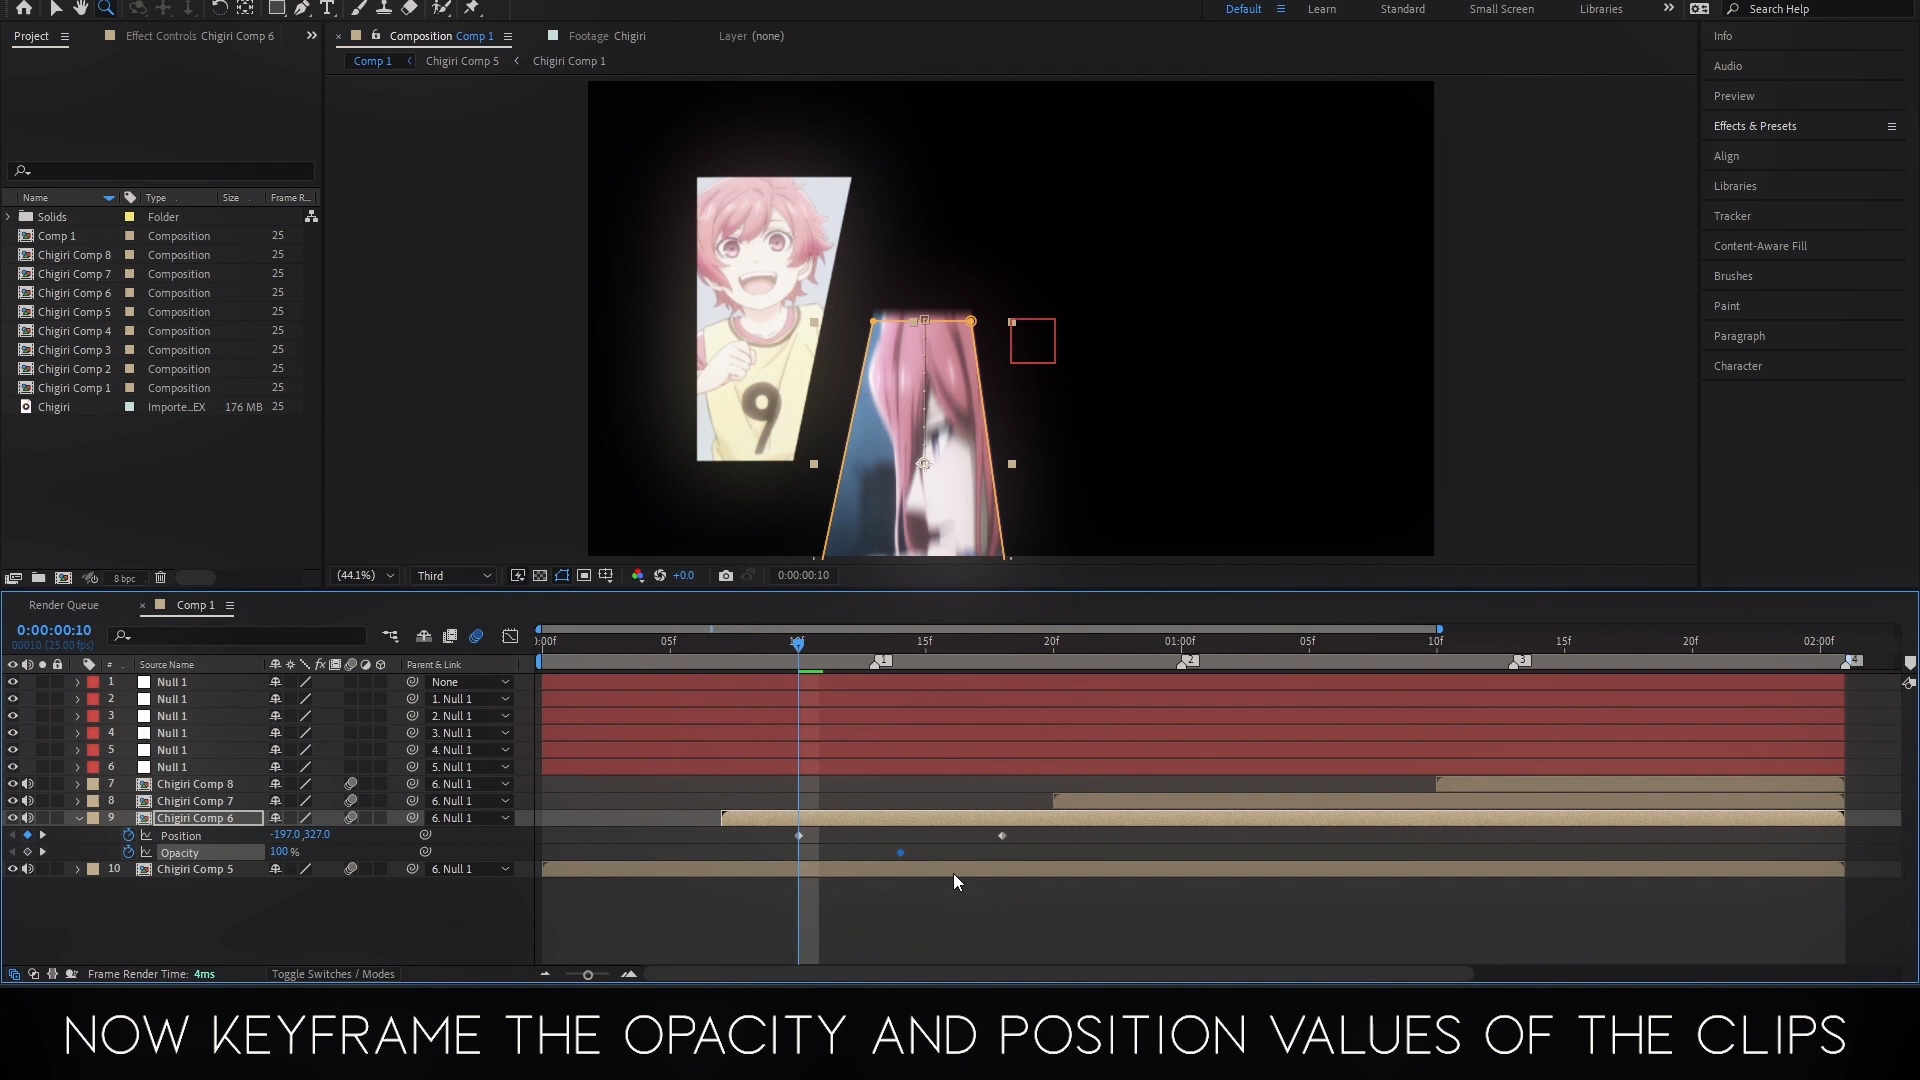 Default
Learn
Standard
Small Screen
Libraries
Search Help
Project
Effect Controls Chigiri Comp 6
Composition Comp 1
Footage Chigiri
Layer (none)
Comp 1
Chigiri Comp 5
Chigiri Comp 1
Info
Audio
Preview
Effects & Presets
Align
Libraries
Tracker
Content-Aware Fill
Brushes
Paint
Paragraph
Character
Name Type Size Frame R...
Solids Folder
Comp 1 Composition 25
Chigiri Comp 8 Composition 25
Chigiri Comp 7 Composition 25
Chigiri Comp 6 Composition 25
Chigiri Comp 5 Composition 25
Chigiri Comp 4 Composition 25
Chigiri Comp 3 Composition 25
Chigiri Comp 2 Composition 25
Chigiri Comp 1 Composition 25
Chigiri Importe...EX 176 MB 25
9
8 bpc
(44.1%)
Third
+0.0
0:00:00:10
Render Queue
Comp 1
0:00:00:10
00010 (25.00 fps)
:00f 05f 10f 15f 20f 01:00f 05f 10f 15f 20f 02:00f
1 2 3 4
# Source Name fx Parent & Link
1 Null 1 None
2 Null 1 1. Null 1
3 Null 1 2. Null 1
4 Null 1 3. Null 1
5 Null 1 4. Null 1
6 Null 1 5. Null 1
7 Chigiri Comp 8 6. Null 1
8 Chigiri Comp 7 6. Null 1
9 Chigiri Comp 6 6. Null 1
Position -197.0,327.0
Opacity 100 %
10 Chigiri Comp 5 6. Null 1
Frame Render Time: 4ms
Toggle Switches / Modes
NOW KEYFRAME THE OPACITY AND POSITION VALUES OF THE CLIPS